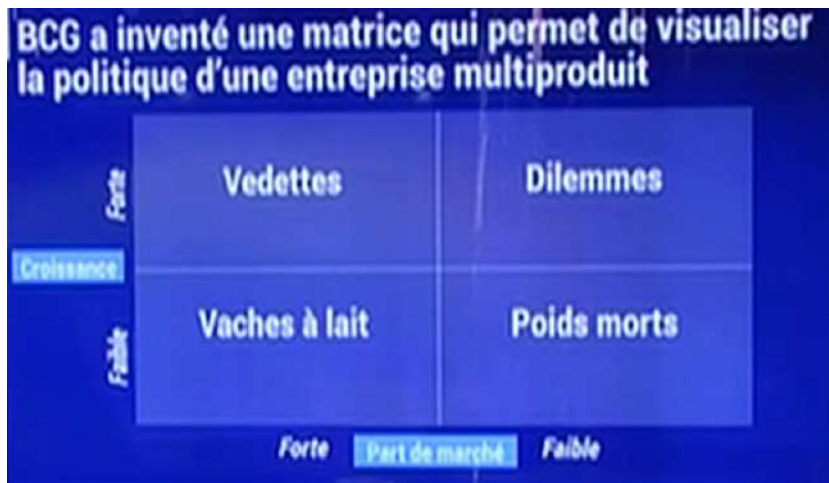 BCG a inventé une matrice qui permet de visualiser
la politique d'une entreprise multiproduit
Forte
Vedettes
Dilemmes
Croissance
Faible
Vaches à lait
Poids morts
Forte
Part de marché
Faible